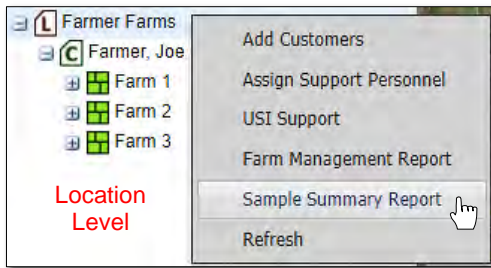 L Farmer Farms
C Farmer, Joe
Farm 1
Farm 2
Farm 3
Location
Level
Add Customers
Assign Support Personnel
USI Support
Farm Management Report
Sample Summary Report
Refresh